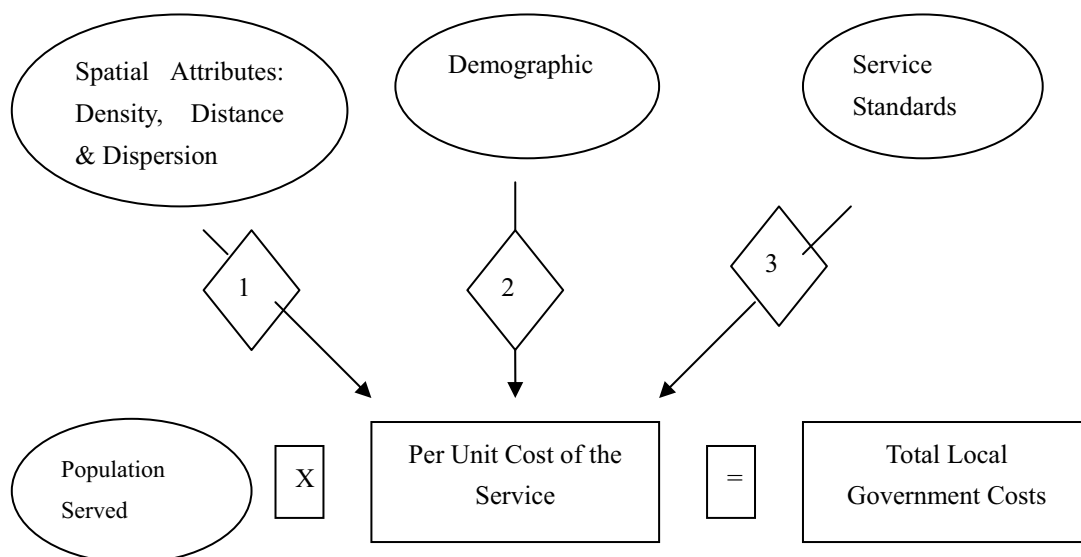 Spatial Attributes:
Density, Distance
& Dispersion
Demographic
Service
Standards
1
2
3
Population
Served
X
Per Unit Cost of the
Service
=
Total Local
Government Costs